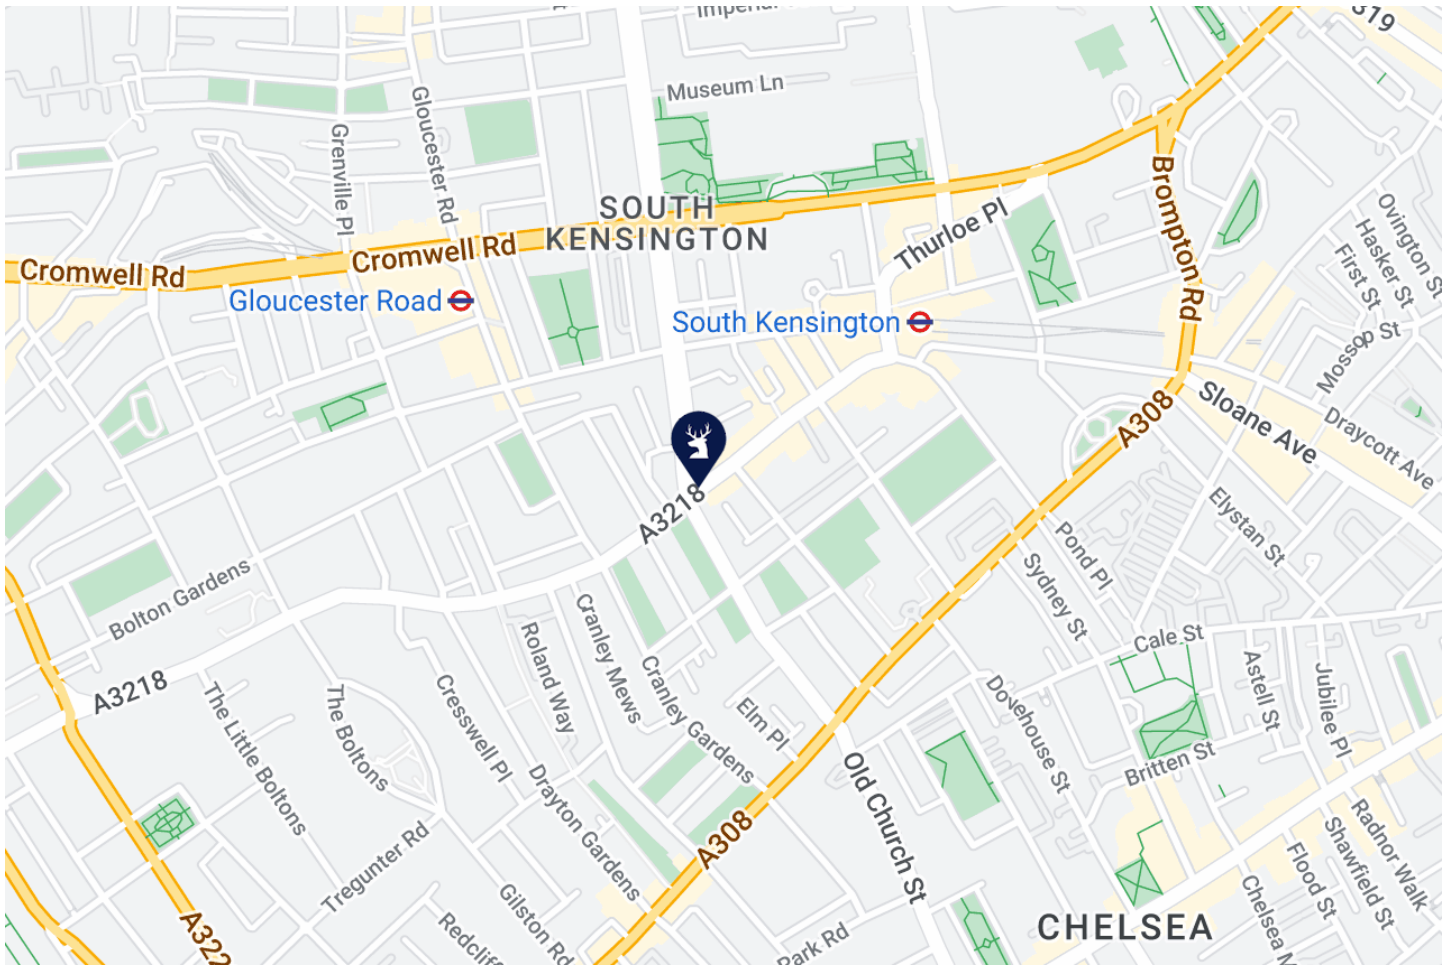 Imperial
319
Museum Ln
Gloucester Rd
Grenville Pl
SOUTH
KENSINGTON
Thurloe Pl
Brompton Rd
Ovington St
Hasker St
First St
Cromwell Rd
Cromwell Rd
Gloucester Road
South Kensington
Mossop St
A308
Sloane Ave
Draycott Ave
A3218
Elystan St
Pond Pl
Sydney St
Bolton Gardens
Cale St
A3218
Cranley Mews
Roland Way
Cranley Gardens
Elm Pl
Dovehouse St
Astell St
Jubilee Pl
The Little Boltons
The Boltons
Cresswell Pl
Britten St
Drayton Gardens
Old Church St
A308
Tregunter Rd
Gilston Rd
Radnor Walk
Shawfield St
Flood St
Chelsea M
A322
Redcliff
Park Rd
CHELSEA